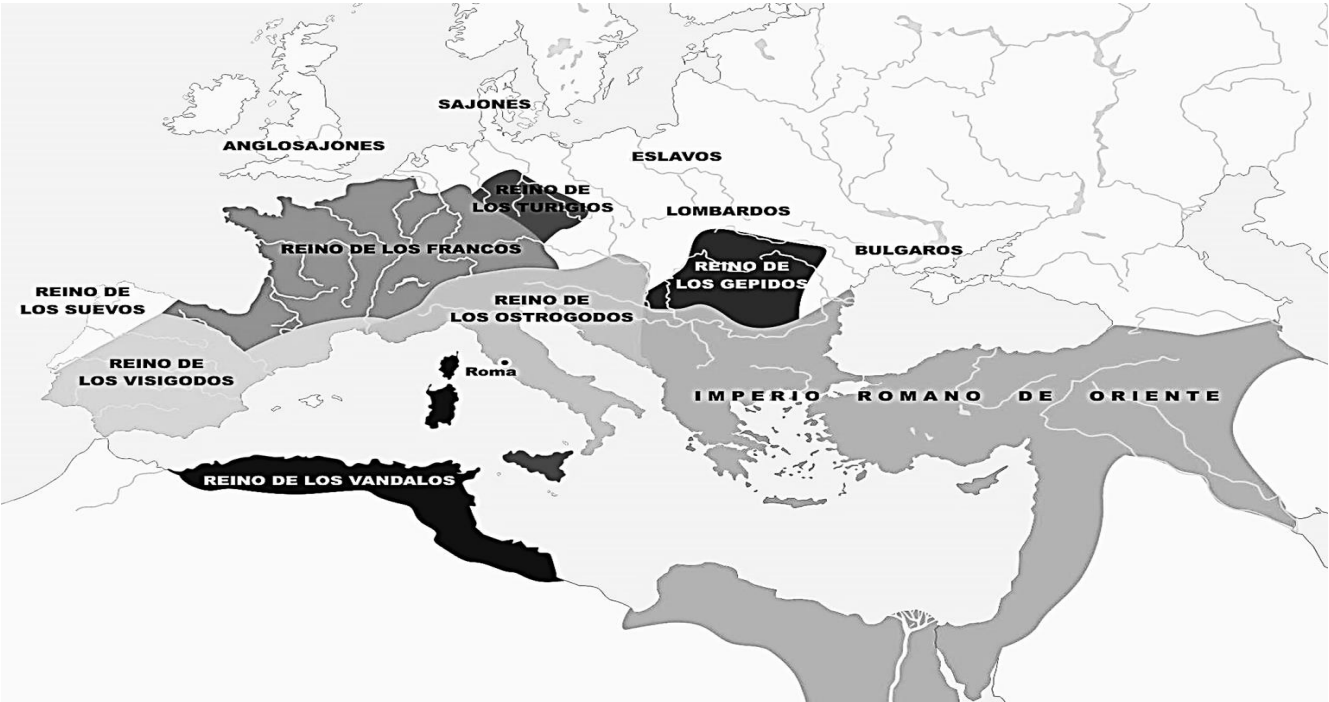 SAJONES
ANGLOSAJONES
ESLAVOS
REINO DE
LOS TURIGIOS
LOMBARDOS
REINO DE LOS FRANCOS
BULGAROS
REINO DE
LOS GEPIDOS
REINO DE
LOS SUEVOS
REINO DE
LOS OSTROGODOS
REINO DE
LOS VISIGODOS
Roma
IMPERIO ROMANO DE ORIENTE
REINO DE LOS VANDALOS